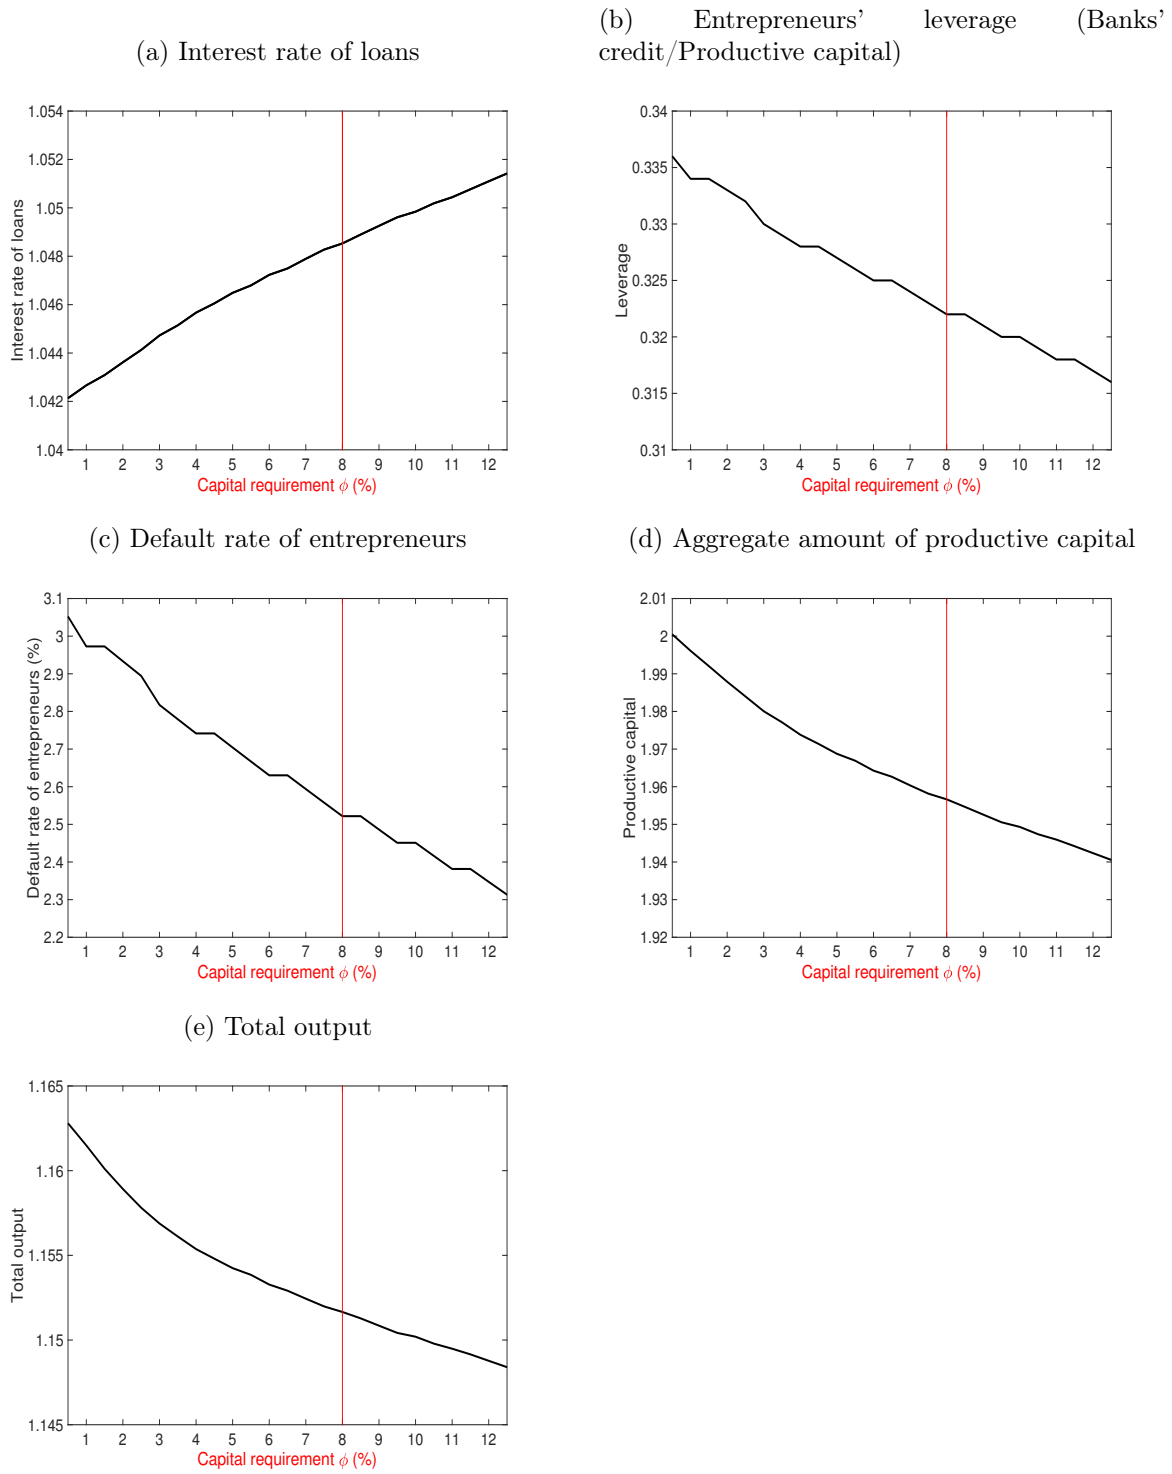 (a) Interest rate of loans
(b) Entrepreneurs' leverage (Banks'
credit/Productive capital)
1.054
1.052
1.05
1.048
1.046
1.044
1.042
1.04
Interest rate of loans
1 2 3 4 5 6 7 8 9 10 11 12
Capital requirement ϕ (%)
0.34
0.335
0.33
0.325
0.32
0.315
0.31
Leverage
1 2 3 4 5 6 7 8 9 10 11 12
Capital requirement ϕ (%)
(c) Default rate of entrepreneurs
(d) Aggregate amount of productive capital
3.1
3
2.9
2.8
2.7
2.6
2.5
2.4
2.3
2.2
Default rate of entrepreneurs (%)
1 2 3 4 5 6 7 8 9 10 11 12
Capital requirement ϕ (%)
2.01
2
1.99
1.98
1.97
1.96
1.95
1.94
1.93
1.92
Productive capital
1 2 3 4 5 6 7 8 9 10 11 12
Capital requirement ϕ (%)
(e) Total output
1.165
1.16
1.155
1.15
1.145
Total output
1 2 3 4 5 6 7 8 9 10 11 12
Capital requirement ϕ (%)